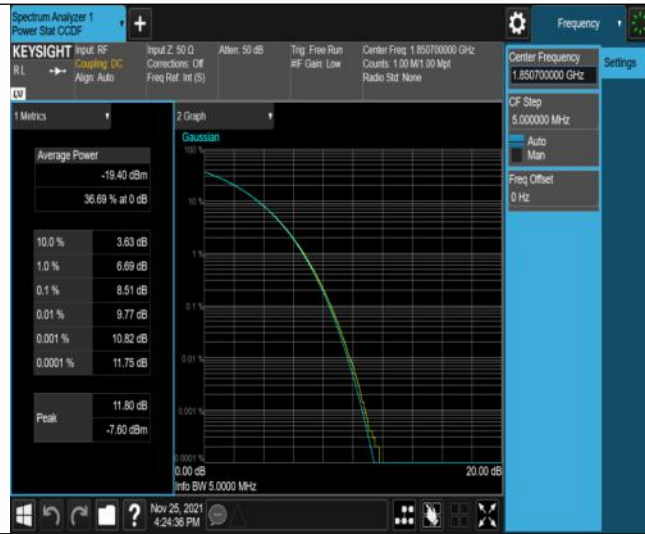 Spectrum Analyzer 1
Power Stat CCDF
Frequency
KEYSIGHT
Input: RF
Coupling: DC
Align: Auto
Input Z: 50 Ω
Corrections: Off
Freq Ref: Int (S)
Atten: 50 dB
Trig: Free Run
#IF Gain: Low
Center Freq: 1.850700000 GHz
Counts: 1.00 M/1.00 Mpt
Radio Std: None
R L
LNI
Center Frequency
1.850700000 GHz
Settings
CF Step
5.000000 MHz
Auto
Man
Freq Offset
0 Hz
1 Metrics
Average Power
-19.40 dBm
36.69 % at 0 dB
10.0 % 3.63 dB
1.0 % 6.69 dB
0.1 % 8.51 dB
0.01 % 9.77 dB
0.001 % 10.82 dB
0.0001 % 11.75 dB
Peak 11.80 dB
-7.60 dBm
2 Graph
Gaussian
100 %
10 %
1 %
0.1 %
0.01 %
0.001 %
0.0001 %
0.00 dB
20.00 dB
Info BW 5.0000 MHz
?
Nov 25, 2021
4:24:36 PM